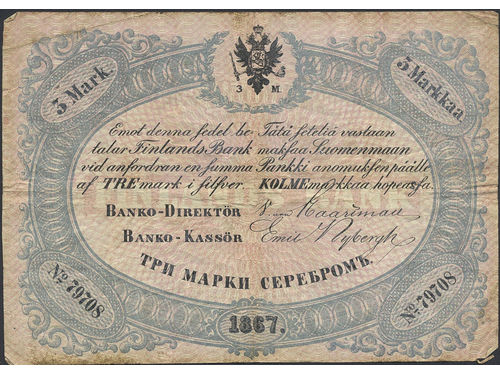 3 Mark
3 Markkaa
3 M.
Emot denna sedel be- Tätä seteliä vastaan
talar Finlands Bank maksaa Suomenmaan
vid anfordran en summa Pankki anomuksen päälle
af TRE mark i silfver. KOLME markkaa hopeassa.
BANKO-DIREKTÖR
BANKO-KASSÖR Emil Nybergh
ТРИ МАРКИ СЕРЕБРОМЪ.
No 79708
No 79708
1867.